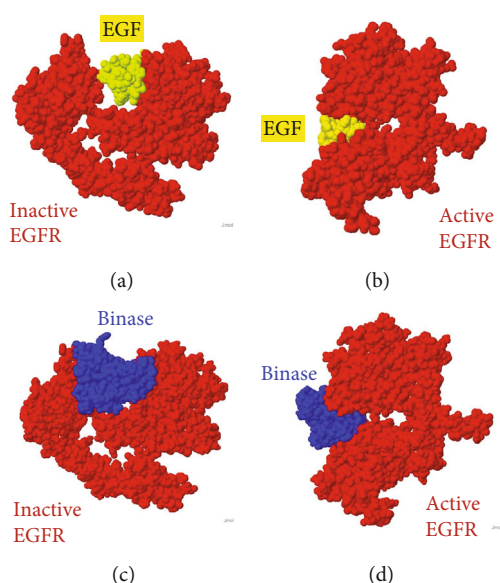 EGF
Inactive
EGFR
(a)
EGF
Active
EGFR
(b)
Binase
Inactive
EGFR
(c)
Binase
Active
EGFR
(d)